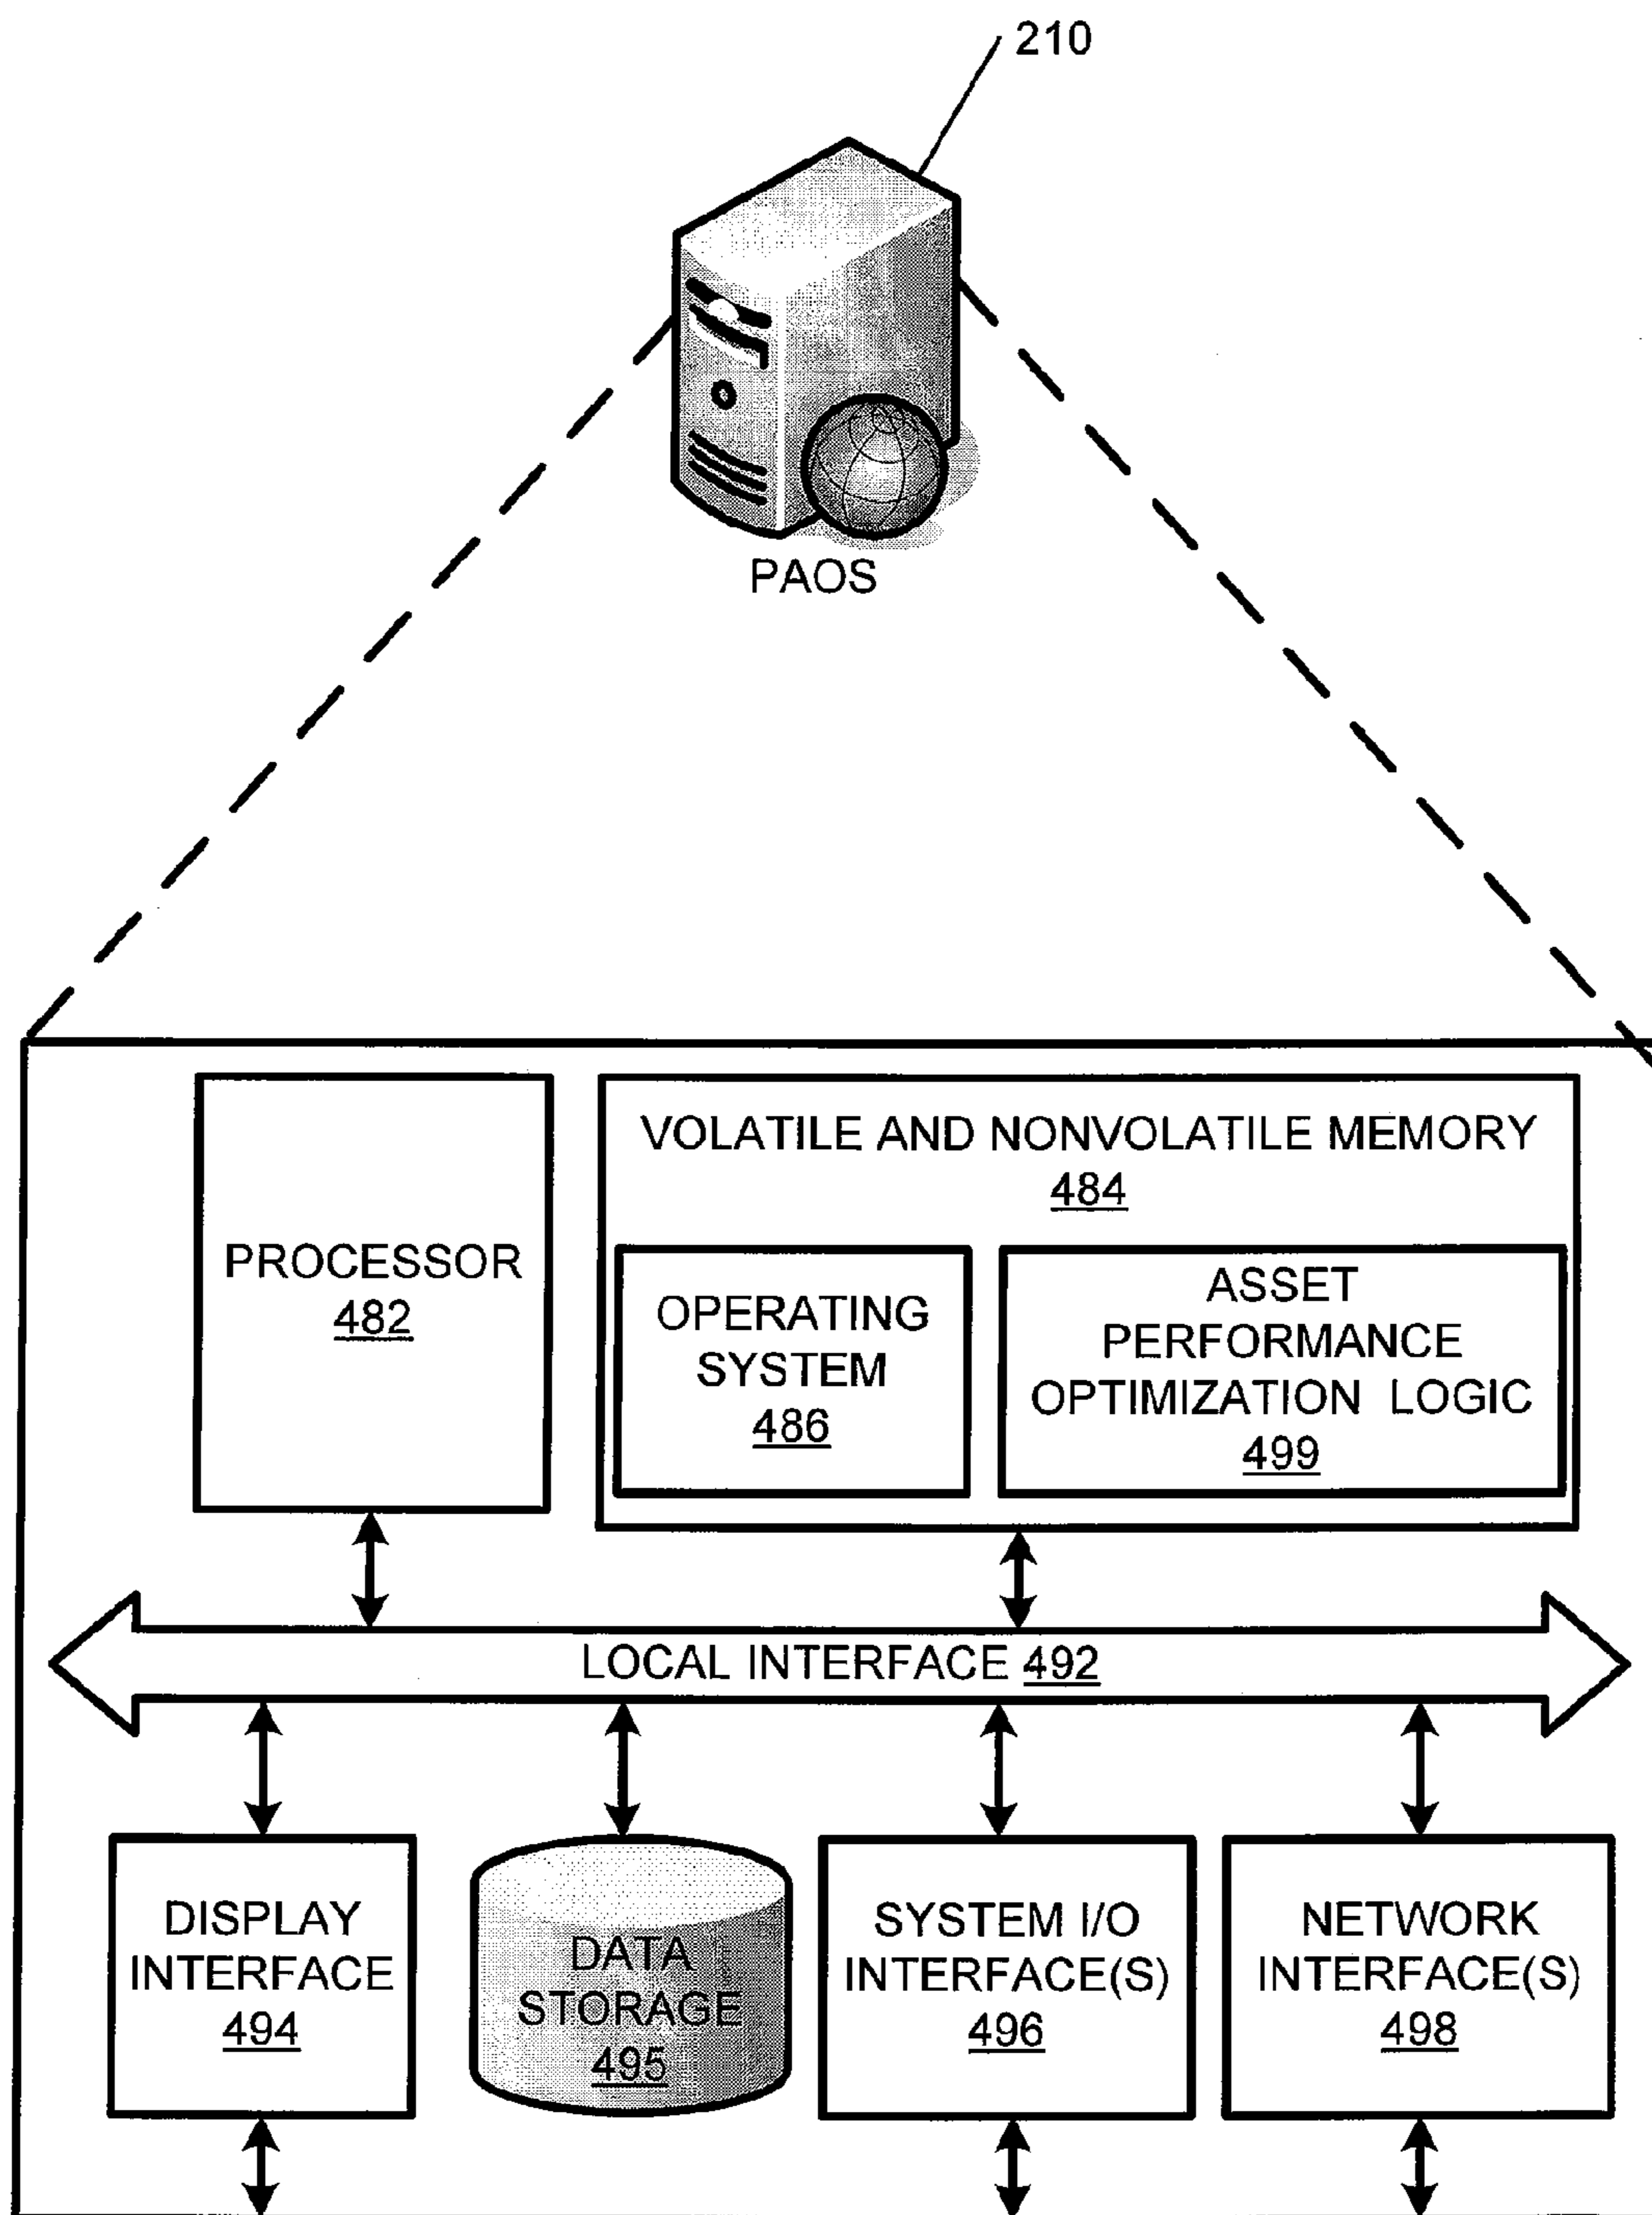 210
PAOS
VOLATILE AND NONVOLATILE MEMORY
484
PROCESSOR
482
OPERATING
SYSTEM
486
ASSET
PERFORMANCE
OPTIMIZATION LOGIC
499
LOCAL INTERFACE 492
DISPLAY
INTERFACE
494
DATA
STORAGE
495
SYSTEM I/O
INTERFACE(S)
496
NETWORK
INTERFACE(S)
498